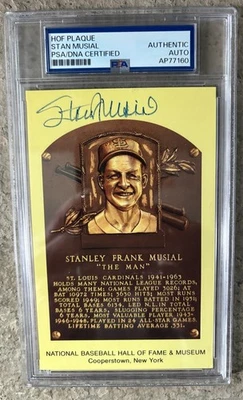 HOF PLAQUE
STAN MUSIAL
PSA/DNA CERTIFIED
AUTHENTIC
AUTO
AP77160
PSA
Stan Musial
STANLEY FRANK MUSIAL
"THE MAN"
ST. LOUIS CARDINALS 1941-1963
HOLDS MANY NATIONAL LEAGUE RECORDS,
AMONG THEM: GAMES PLAYED 3026; AT
BAT 10972 TIMES; 3630 HITS; MOST RUNS
SCORED 1949; MOST RUNS BATTED IN 1951;
TOTAL BASES 6134. LED N.L. IN TOTAL
BASES 6 YEARS, SLUGGING PERCENTAGE
6 YEARS. MOST VALUABLE PLAYER 1943-
1946-1948. PLAYED IN 24 ALL-STAR GAMES.
LIFETIME BATTING AVERAGE .331.
NATIONAL BASEBALL HALL OF FAME & MUSEUM
Cooperstown, New York